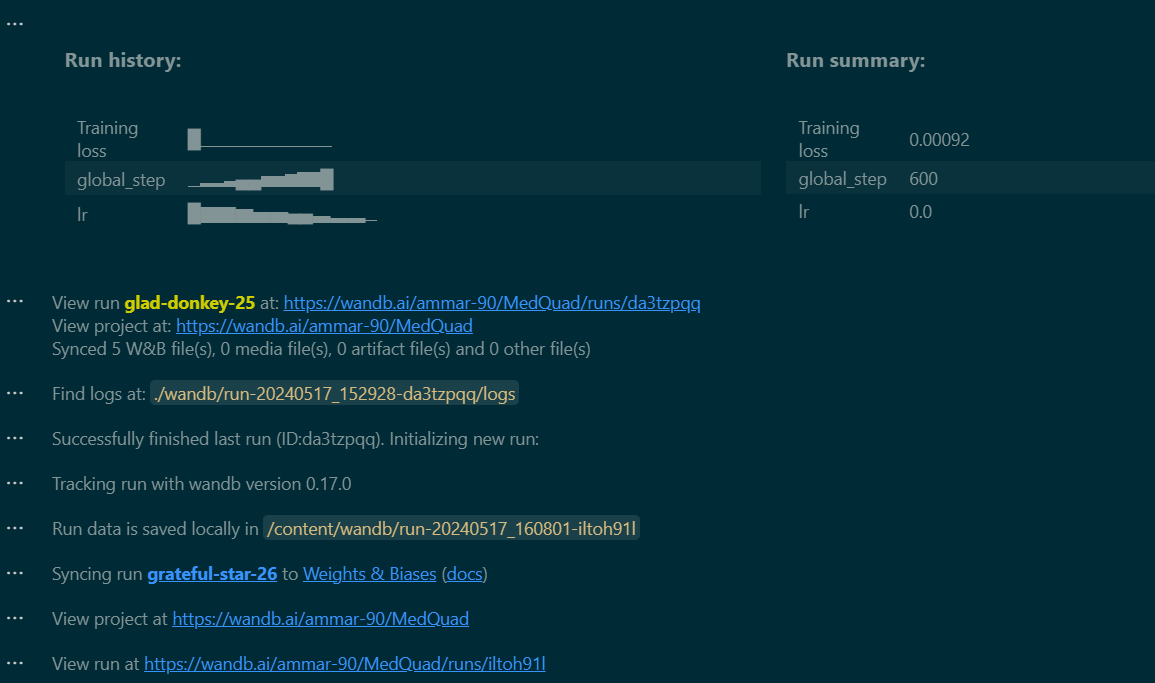 ...
Run history:
Run summary:
Training
loss
global_step
lr
Training
loss
0.00092
global_step
600
lr
0.0
... View run glad-donkey-25 at: https://wandb.ai/ammar-90/MedQuad/runs/da3tzpqq
View project at: https://wandb.ai/ammar-90/MedQuad
Synced 5 W&B file(s), 0 media file(s), 0 artifact file(s) and 0 other file(s)
... Find logs at: ./wandb/run-20240517_152928-da3tzpqq/logs
... Successfully finished last run (ID:da3tzpqq). Initializing new run:
... Tracking run with wandb version 0.17.0
... Run data is saved locally in /content/wandb/run-20240517_160801-iltoh91l
... Syncing run grateful-star-26 to Weights & Biases (docs)
... View project at https://wandb.ai/ammar-90/MedQuad
... View run at https://wandb.ai/ammar-90/MedQuad/runs/iltoh91l